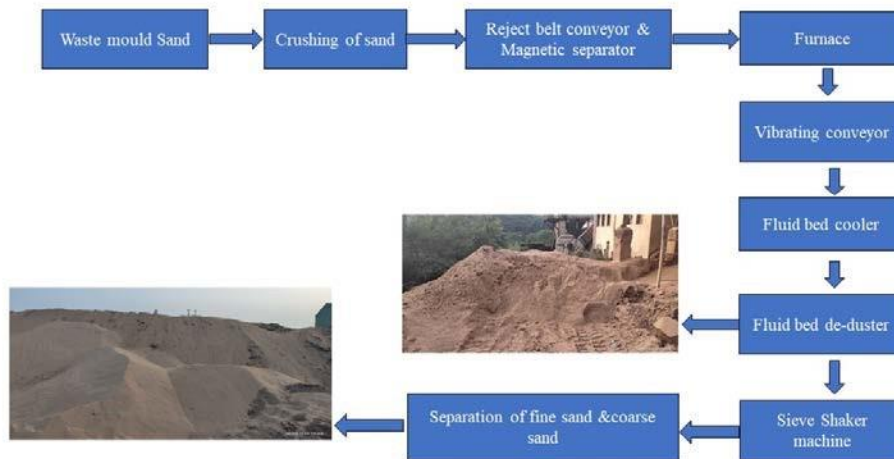 Waste mould Sand
Crushing of sand
Reject belt conveyor &
Magnetic separator
Furnace
Vibrating conveyor
Fluid bed cooler
Fluid bed de-duster
Sieve Shaker
machine
Separation of fine sand &coarse
sand